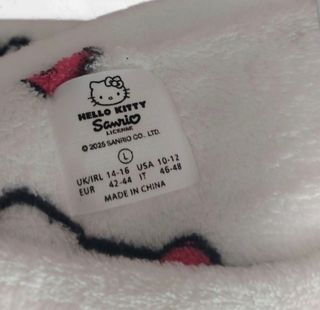 HELLO KITTY
Sanrio
LICENSE
© 2025 SANRIO CO., LTD.
L
UK/IRL 14-16 USA 10-12
EUR 42-44 IT 46-48
MADE IN CHINA